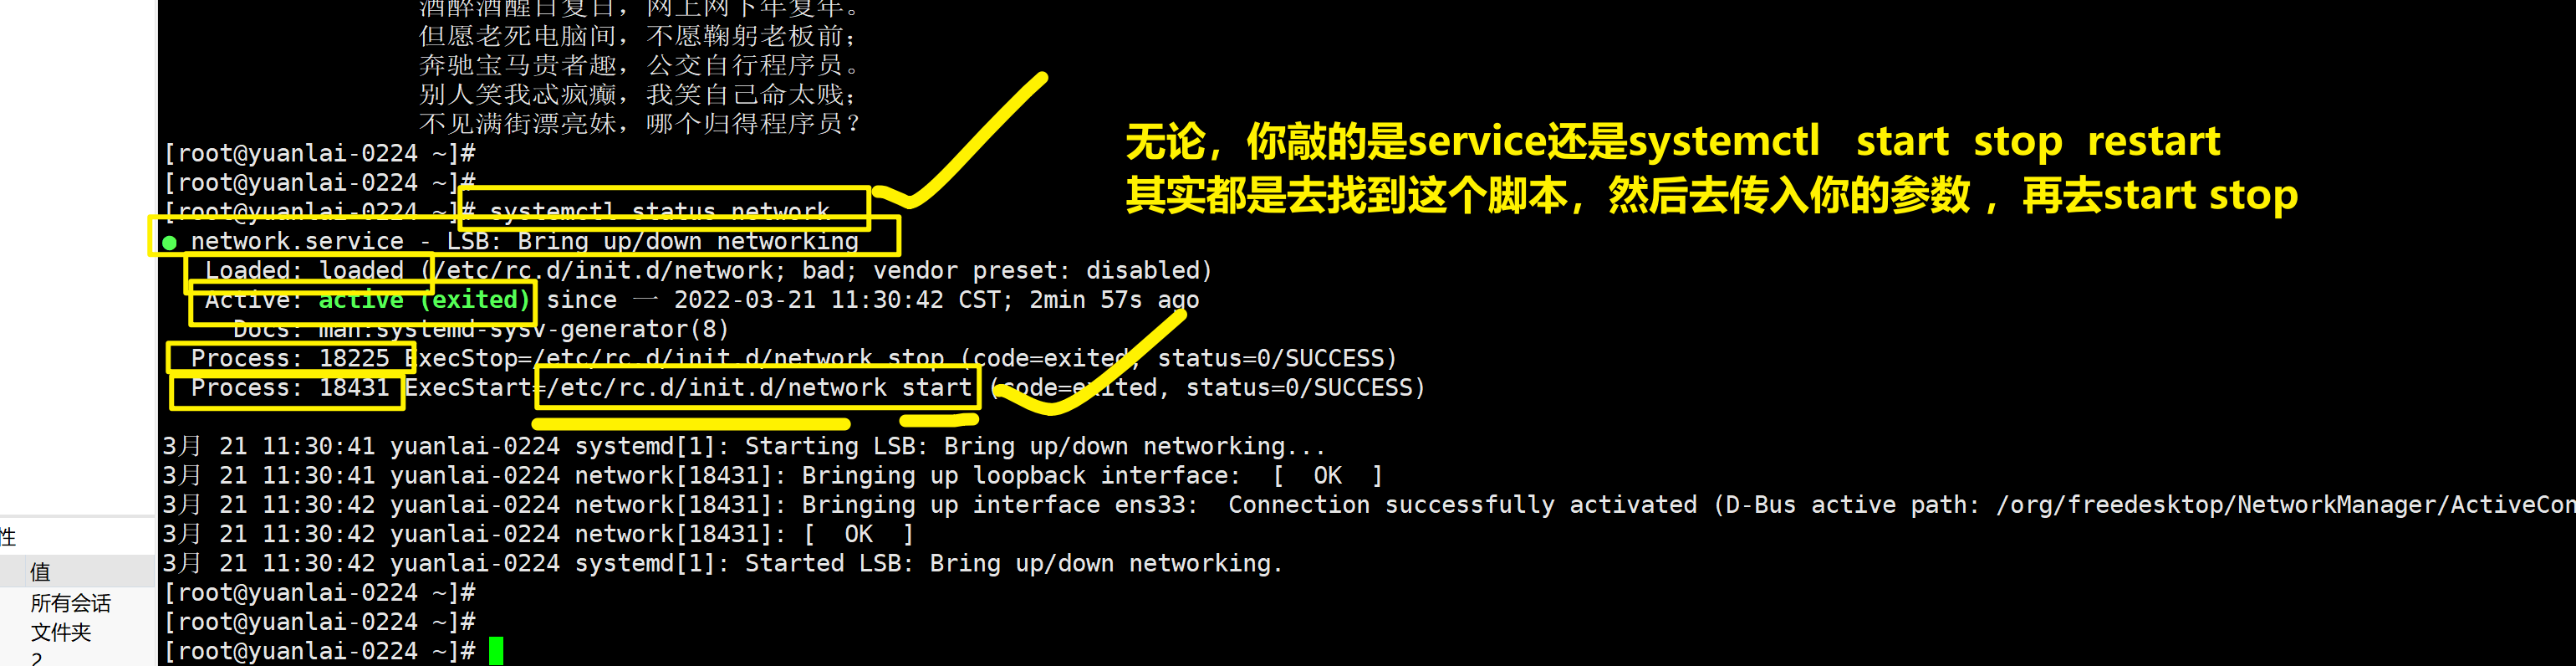 酒醉酒醒日复日，网上网下年复年。
但愿老死电脑间，不愿鞠躬老板前；
奔驰宝马贵者趣，公交自行程序员。
别人笑我忒疯癫，我笑自己命太贱；
不见满街漂亮妹，哪个归得程序员？
无论，你敲的是service还是systemctl start stop restart
其实都是去找到这个脚本，然后去传入你的参数 ，再去start stop
[root@yuanlai-0224 ~]#
[root@yuanlai-0224 ~]#
[root@yuanlai-0224 ~]# systemctl status network
● network.service - LSB: Bring up/down networking
Loaded: loaded (/etc/rc.d/init.d/network; bad; vendor preset: disabled)
Active: active (exited) since 一 2022-03-21 11:30:42 CST; 2min 57s ago
Docs: man:systemd-sysv-generator(8)
Process: 18225 ExecStop=/etc/rc.d/init.d/network stop (code=exited, status=0/SUCCESS)
Process: 18431 ExecStart=/etc/rc.d/init.d/network start (code=exited, status=0/SUCCESS)
3月 21 11:30:41 yuanlai-0224 systemd[1]: Starting LSB: Bring up/down networking...
3月 21 11:30:41 yuanlai-0224 network[18431]: Bringing up loopback interface: [ OK ]
3月 21 11:30:42 yuanlai-0224 network[18431]: Bringing up interface ens33: Connection successfully activated (D-Bus active path: /org/freedesktop/NetworkManager/ActiveCon
3月 21 11:30:42 yuanlai-0224 network[18431]: [ OK ]
3月 21 11:30:42 yuanlai-0224 systemd[1]: Started LSB: Bring up/down networking.
[root@yuanlai-0224 ~]#
[root@yuanlai-0224 ~]#
[root@yuanlai-0224 ~]#
性
值
所有会话
文件夹
2